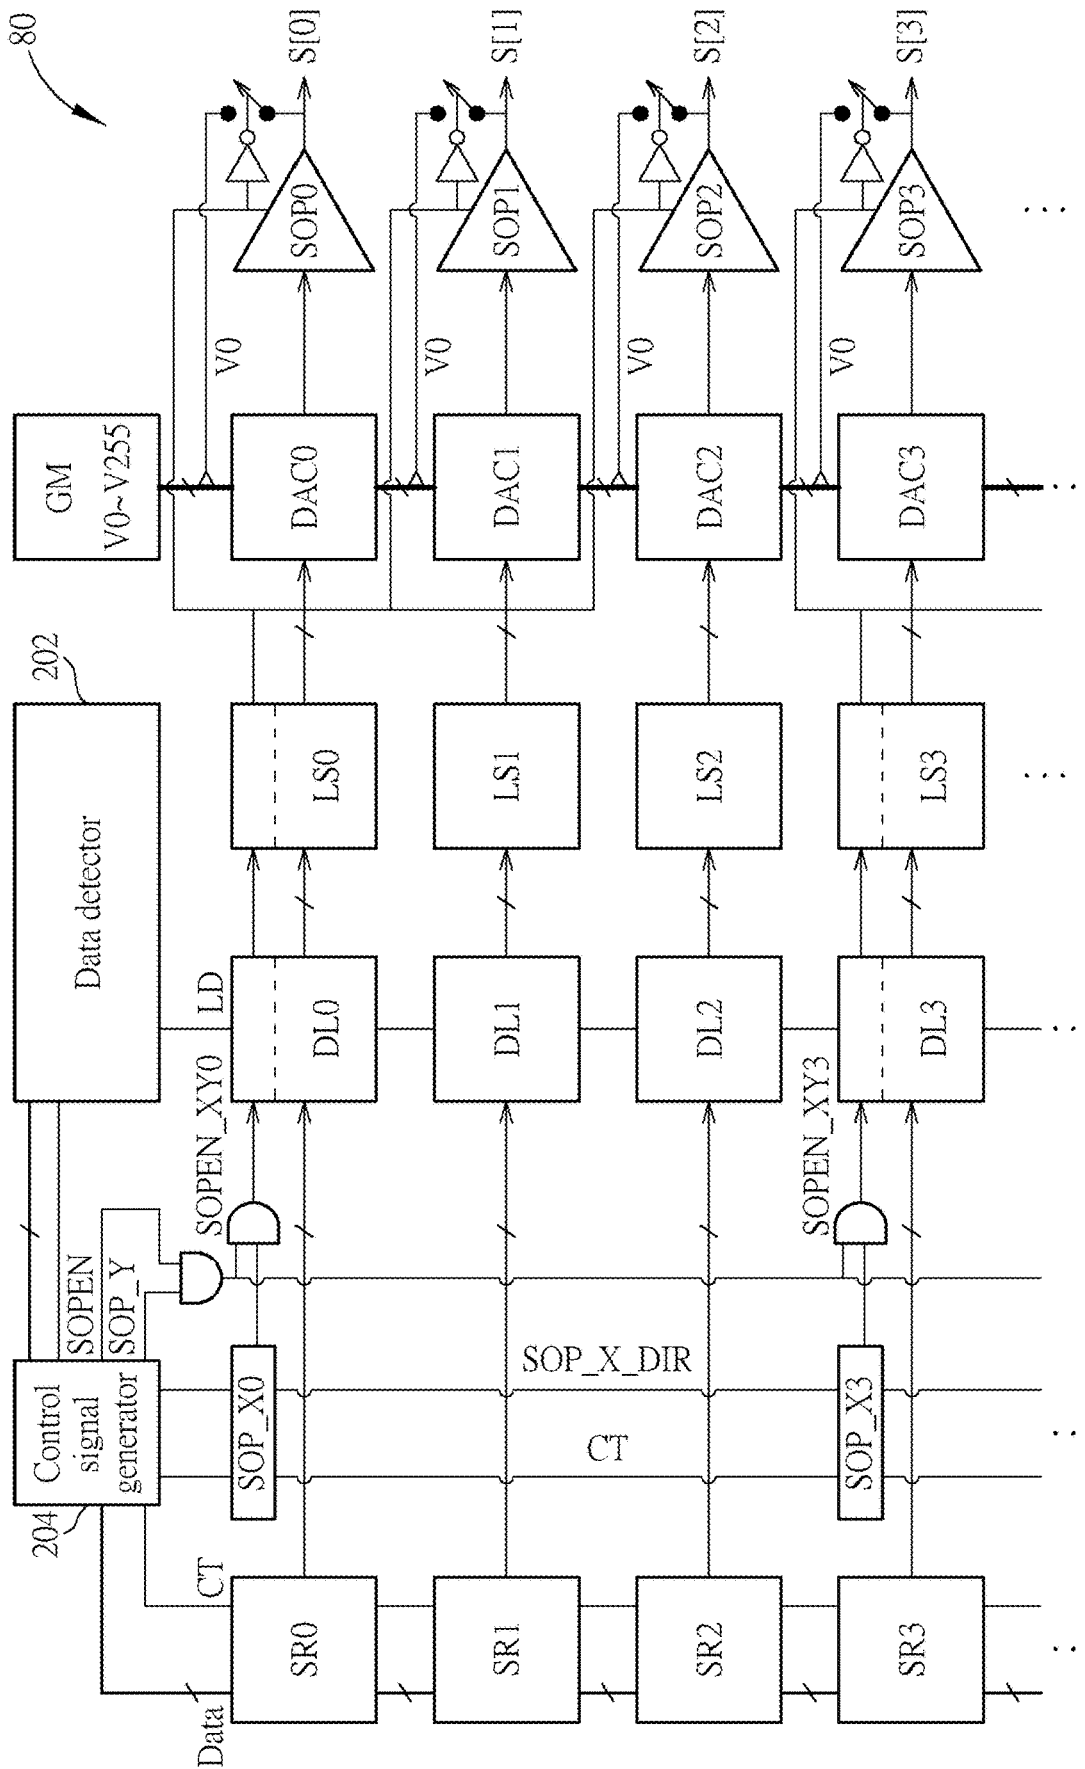 80
Data
CT
204
Control
signal
generator
SOPEN
SOP_Y
Data detector
202
GM
V0~V255
SR0
SOP_X0
SOPEN_XY0
LD
DL0
LS0
DAC0
V0
SOP0
S[0]
SR1
CT
SOP_X_DIR
DL1
LS1
DAC1
V0
SOP1
S[1]
SR2
DL2
LS2
DAC2
V0
SOP2
S[2]
SR3
SOP_X3
SOPEN_XY3
DL3
LS3
DAC3
V0
SOP3
S[3]